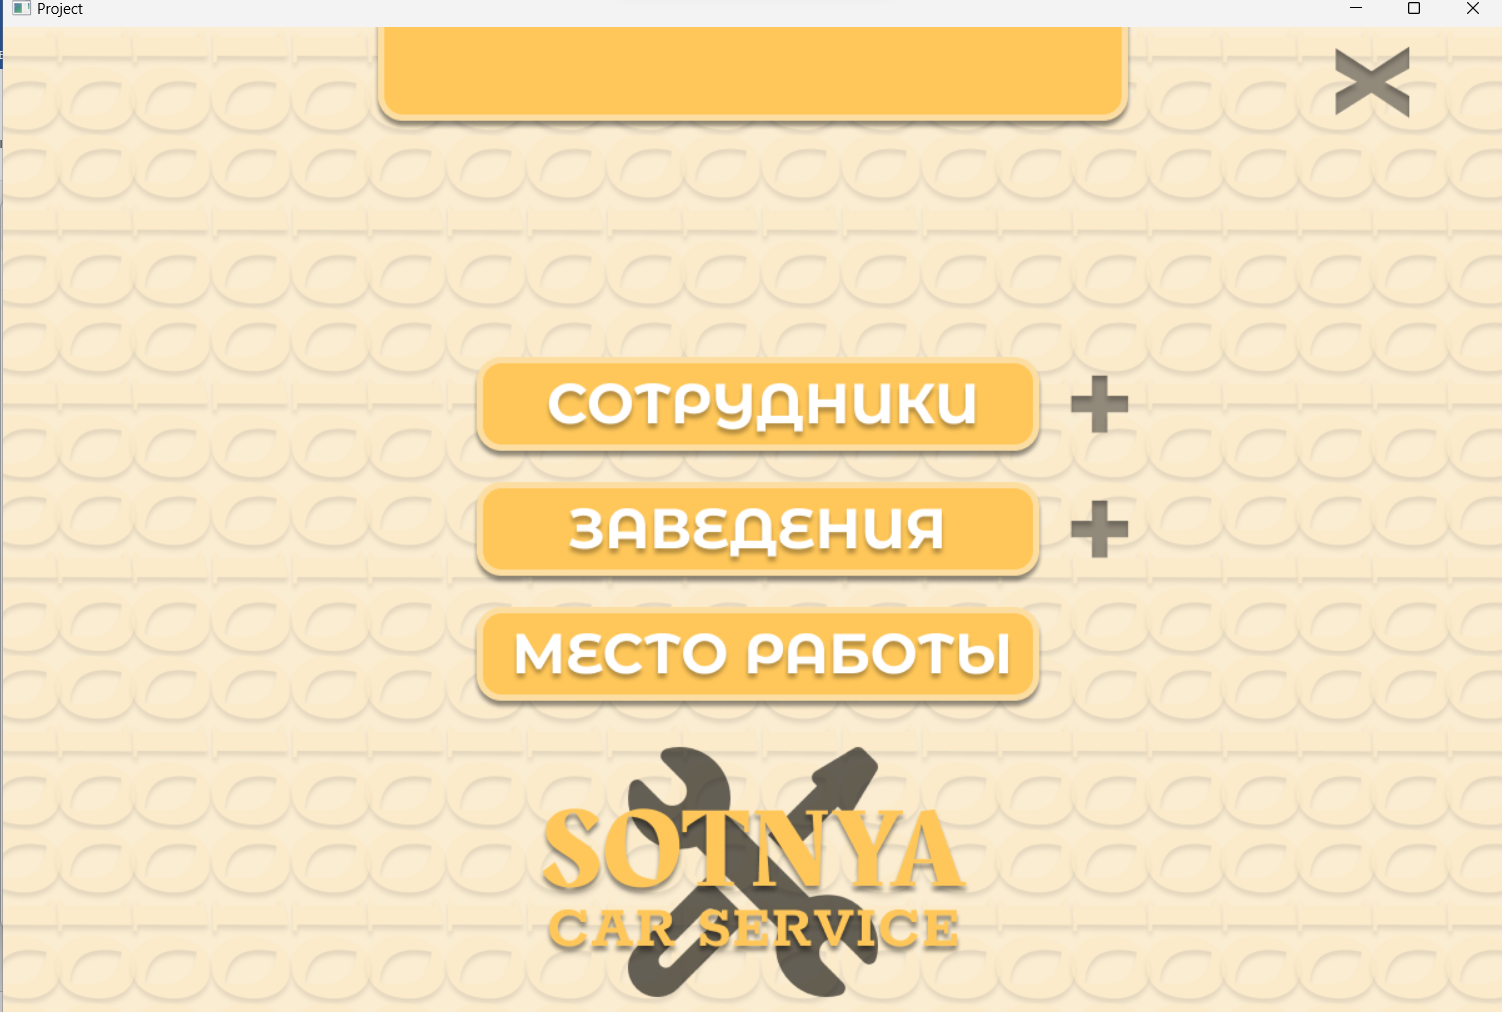 Project
СОТРУДНИКИ
ЗАВЕДЕНИЯ
МЕСТО РАБОТЫ
SOTNYA
CAR SERVICE